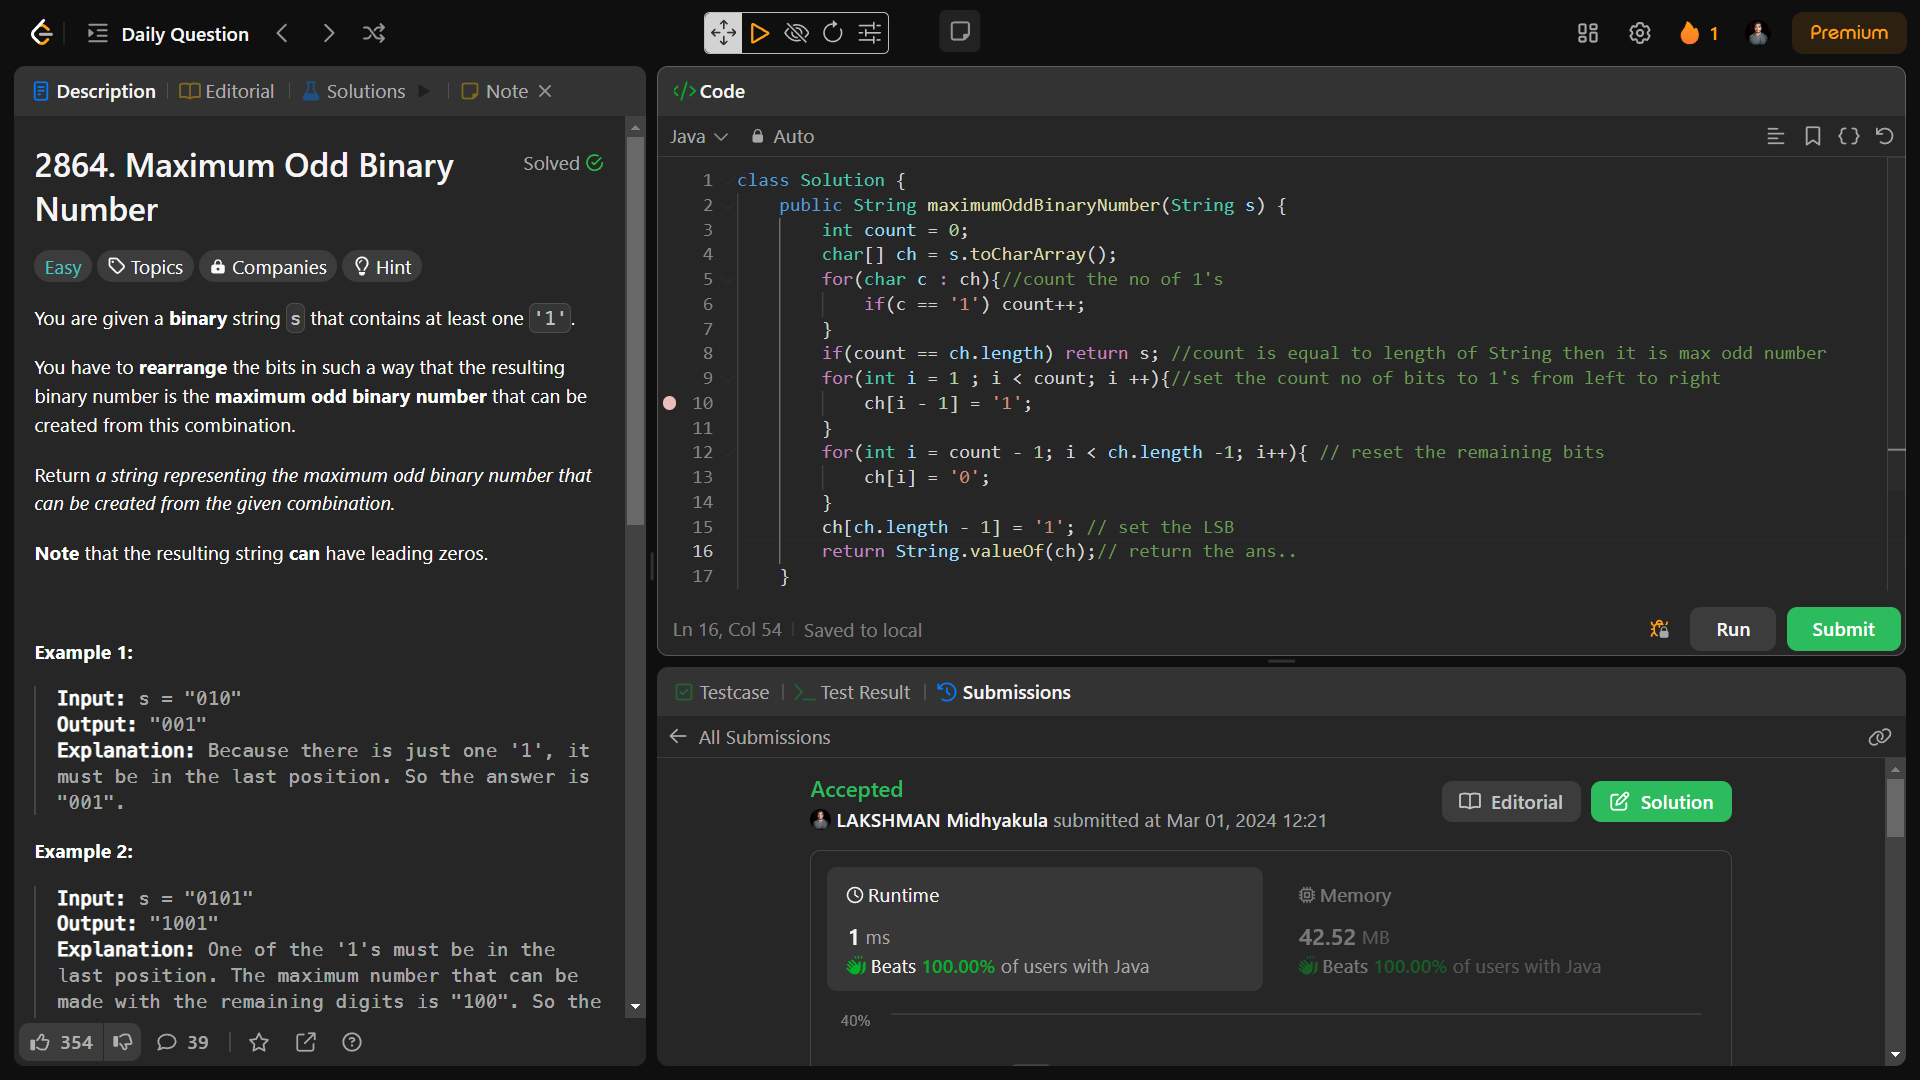 Daily Question
1
Premium
Description
Editorial
Solutions
Note
2864. Maximum Odd Binary
Number
Solved
Easy
Topics
Companies
Hint
You are given a binary string s that contains at least one '1'.
You have to rearrange the bits in such a way that the resulting
binary number is the maximum odd binary number that can be
created from this combination.
Return a string representing the maximum odd binary number that
can be created from the given combination.
Note that the resulting string can have leading zeros.
Example 1:
Input: s = "010"
Output: "001"
Explanation: Because there is just one '1', it
must be in the last position. So the answer is
"001".
Example 2:
Input: s = "0101"
Output: "1001"
Explanation: One of the '1's must be in the
last position. The maximum number that can be
made with the remaining digits is "100". So the
354
39
</> Code
Java
Auto
1 class Solution {
2 public String maximumOddBinaryNumber(String s) {
3 int count = 0;
4 char[] ch = s.toCharArray();
5 for(char c : ch){//count the no of 1's
6 if(c == '1') count++;
7 }
8 if(count == ch.length) return s; //count is equal to length of String then it is max odd number
9 for(int i = 1 ; i < count; i ++){//set the count no of bits to 1's from left to right
10 ch[i - 1] = '1';
11 }
12 for(int i = count - 1; i < ch.length -1; i++){ // reset the remaining bits
13 ch[i] = '0';
14 }
15 ch[ch.length - 1] = '1'; // set the LSB
16 return String.valueOf(ch);// return the ans..
17 }
Ln 16, Col 54
Saved to local
Run
Submit
Testcase
Test Result
Submissions
All Submissions
Accepted
LAKSHMAN Midhyakula submitted at Mar 01, 2024 12:21
Editorial
Solution
Runtime
1 ms
Beats 100.00% of users with Java
Memory
42.52 MB
Beats 100.00% of users with Java
40%